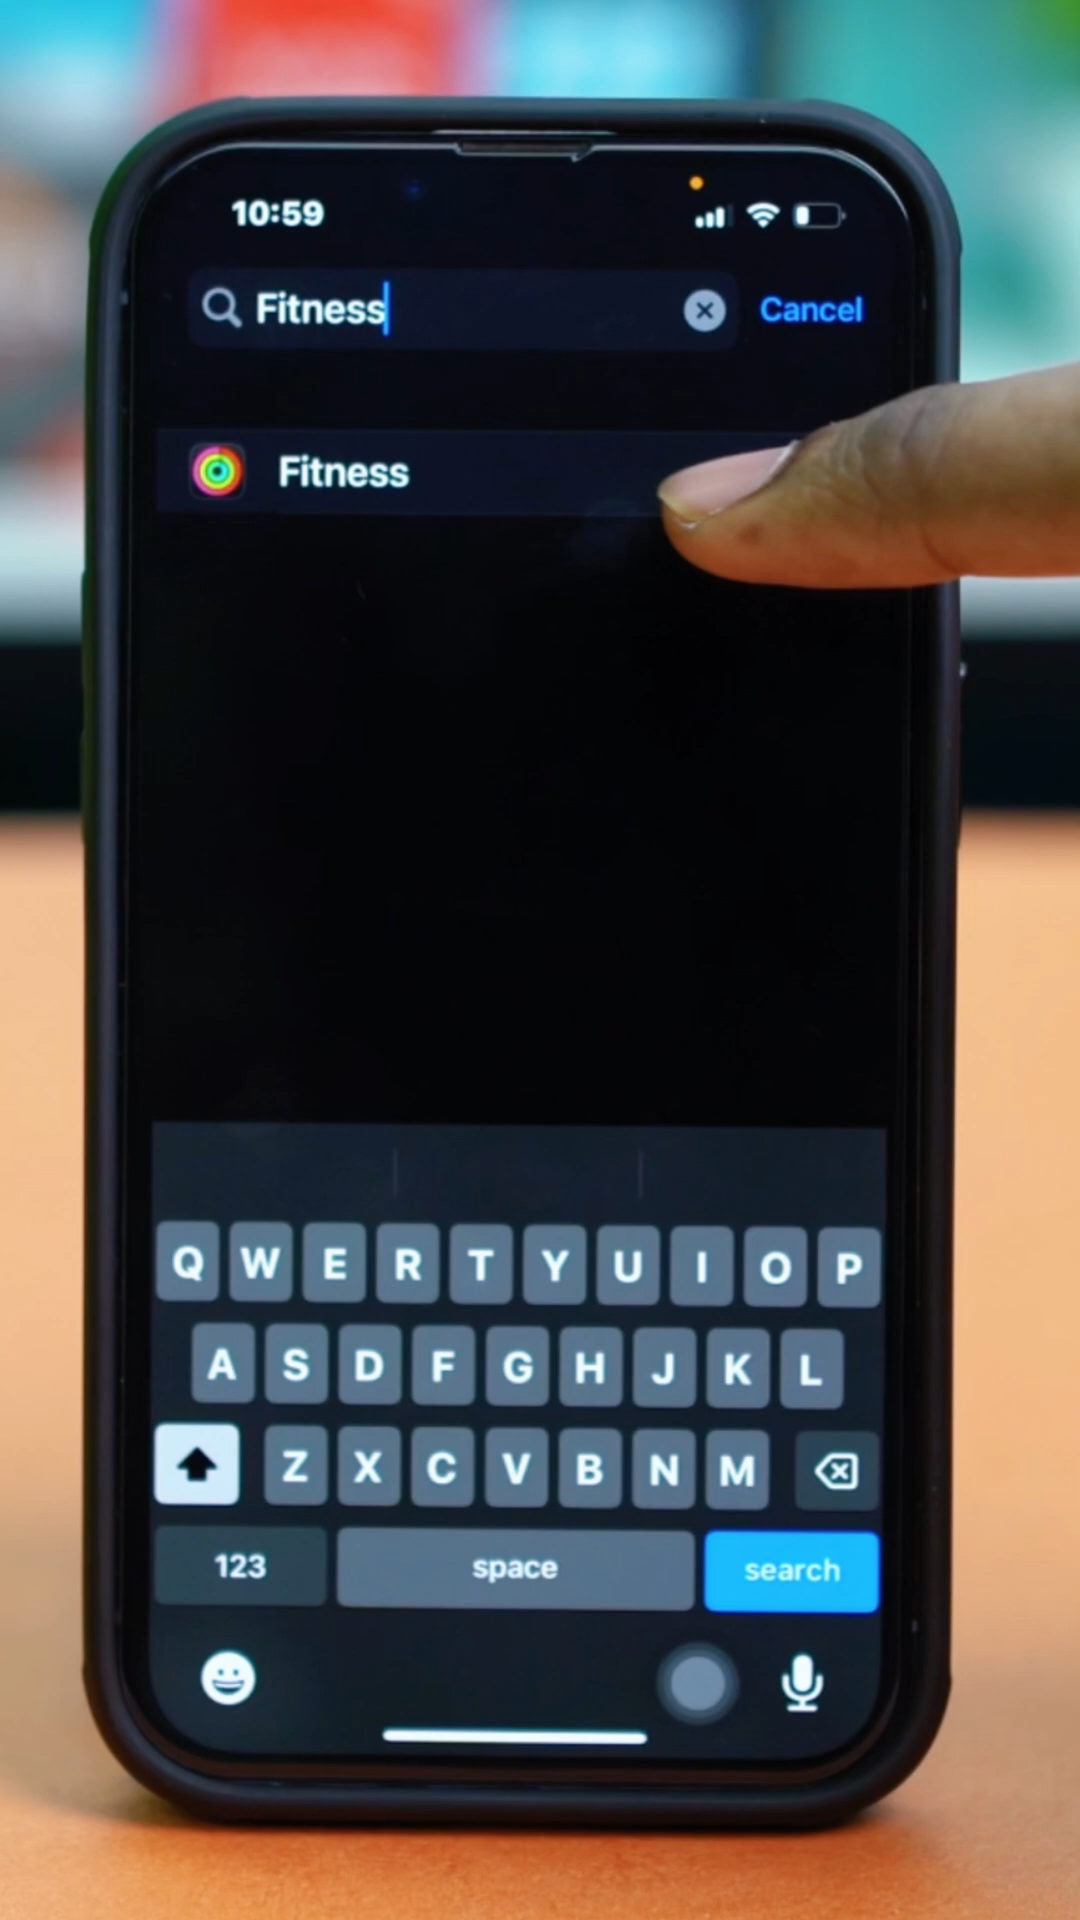 10:59
Fitness Cancel
Fitness
Q W E R T Y U I O P
A S D F G H J K L
Z X C V B N M
123 space search